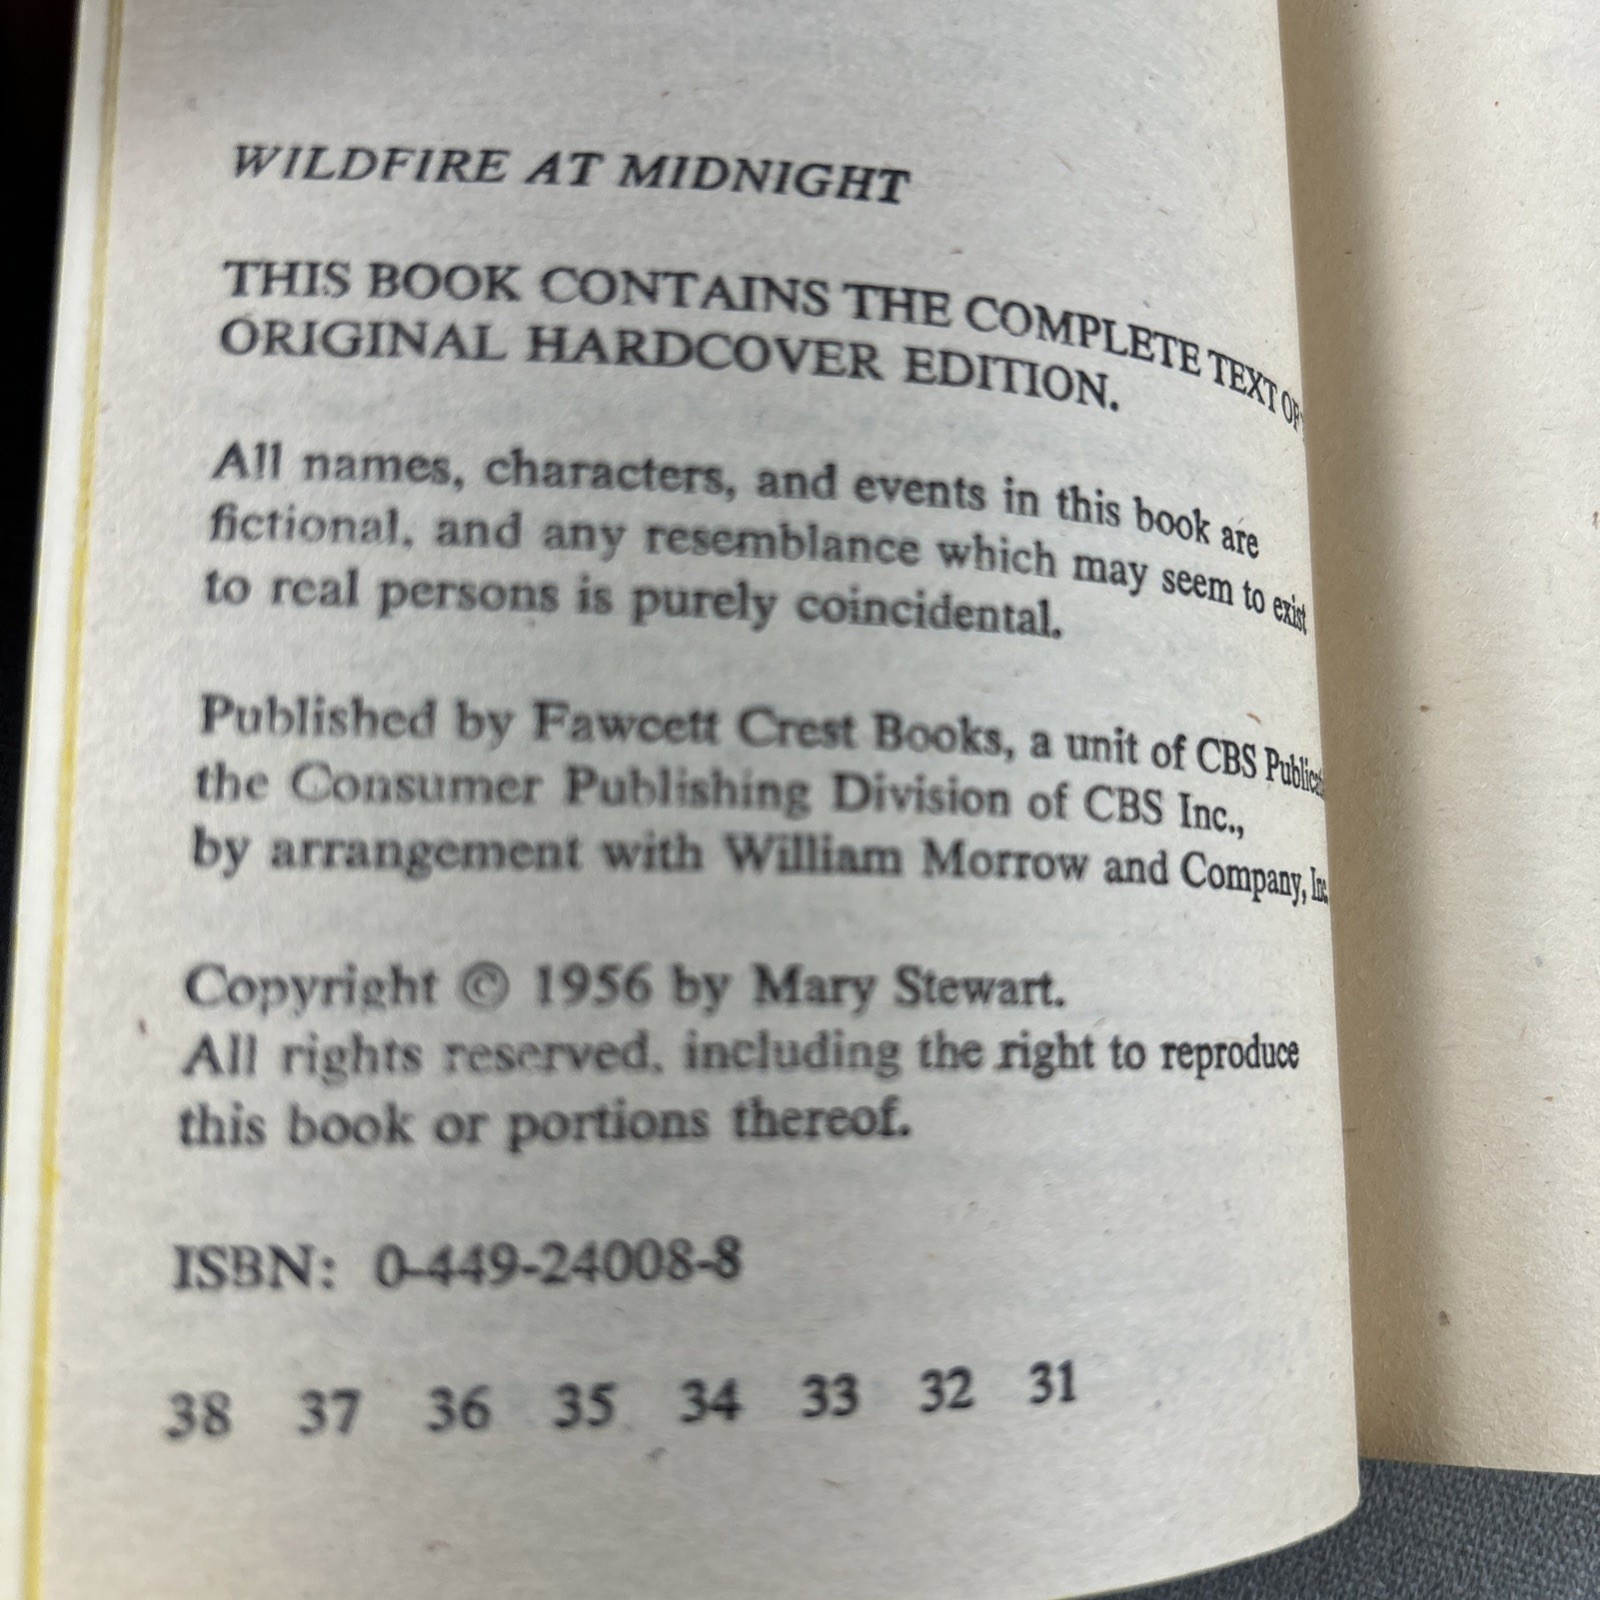 WILDFIRE AT MIDNIGHT
THIS BOOK CONTAINS THE COMPLETE TEXT OF
ORIGINAL HARDCOVER EDITION.
All names, characters, and events in this book are
fictional, and any resemblance which may seem to exist
to real persons is purely coincidental.
Published by Fawcett Crest Books, a unit of CBS
the Consumer Publishing Division of CBS Inc.,
by arrangement with William Morrow and Company, Inc.
Copyright © 1956 by Mary Stewart.
All rights reserved, including the right to reproduce
this book or portions thereof.
ISBN: 0-449-24008-8
38 37 36 35 34 33 32 31